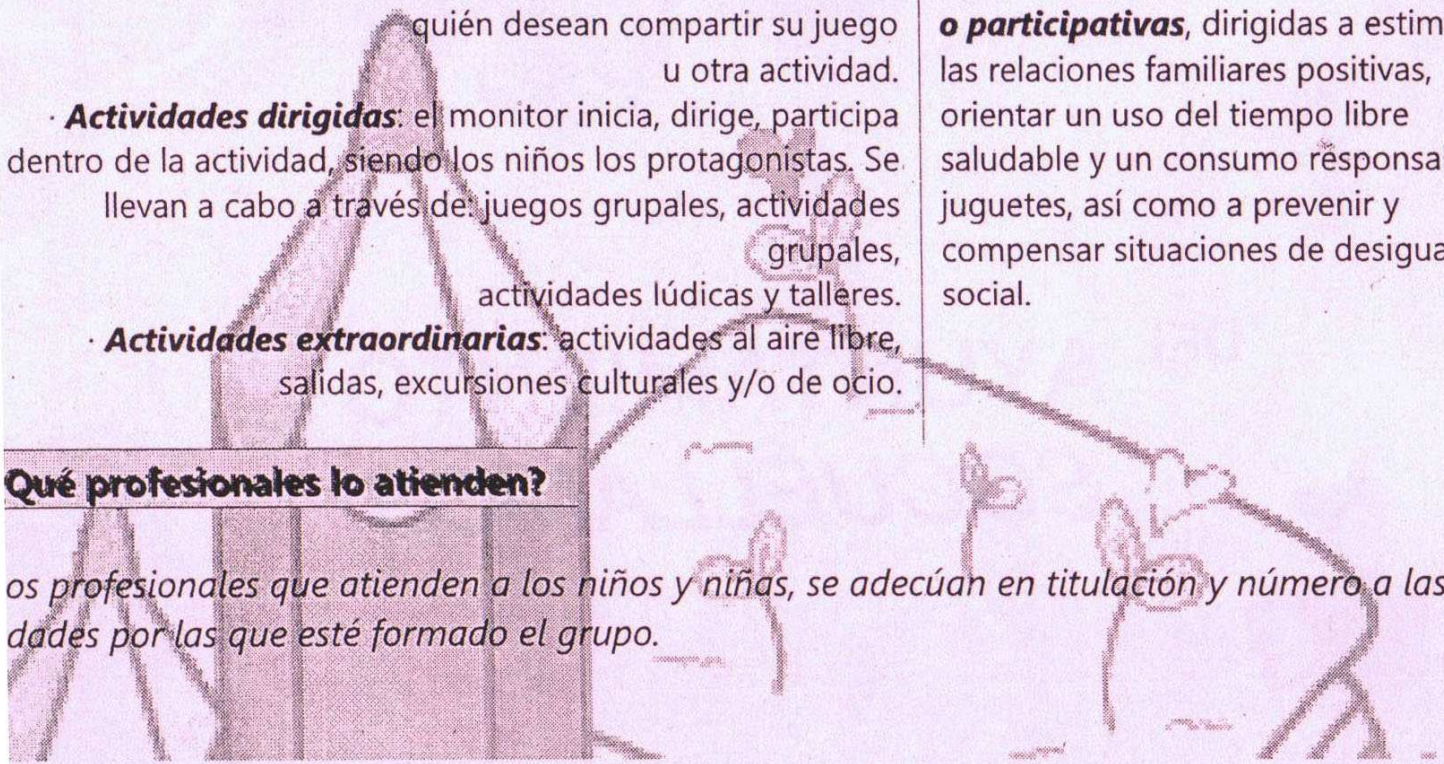 quién desean compartir su juego
u otra actividad.
· Actividades dirigidas: el monitor inicia, dirige, participa
dentro de la actividad, siendo los niños los protagonistas. Se
llevan a cabo a través de: juegos grupales, actividades
grupales,
actividades lúdicas y talleres.
· Actividades extraordinarias: actividades al aire libre,
salidas, excursiones culturales y/o de ocio.
o participativas, dirigidas a estim
las relaciones familiares positivas,
orientar un uso del tiempo libre
saludable y un consumo responsa
juguetes, así como a prevenir y
compensar situaciones de desigua
social.
Qué profesionales lo atienden?
os profesionales que atienden a los niños y niñas, se adecúan en titulación y número a las
dades por las que esté formado el grupo.